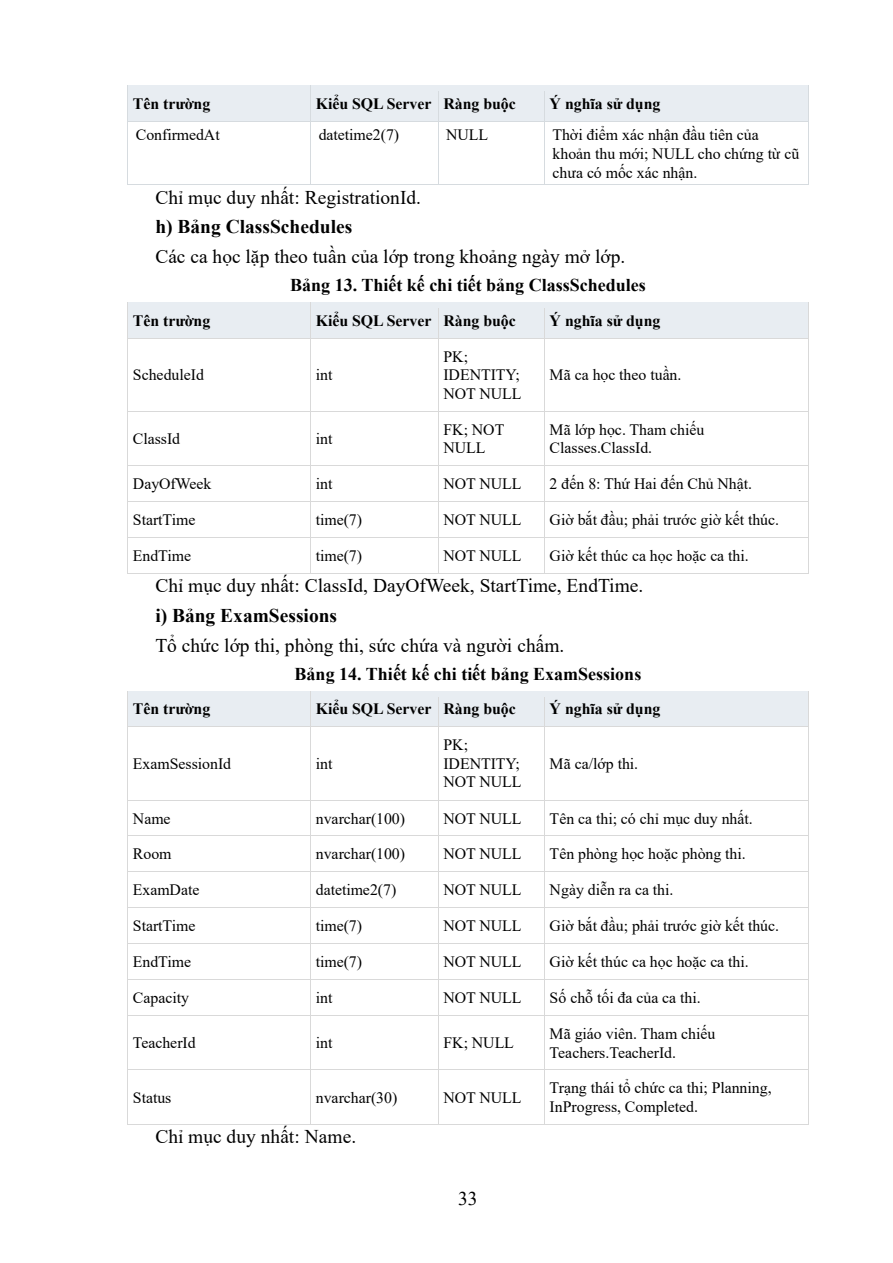 Tên trường Kiểu SQL Server Ràng buộc Ý nghĩa sử dụng
ConfirmedAt datetime2(7) NULL Thời điểm xác nhận đầu tiên của
khoản thu mới; NULL cho chứng từ cũ
chưa có mốc xác nhận.
Chỉ mục duy nhất: RegistrationId.
h) Bảng ClassSchedules
Các ca học lặp theo tuần của lớp trong khoảng ngày mở lớp.
Bảng 13. Thiết kế chi tiết bảng ClassSchedules
Tên trường Kiểu SQL Server Ràng buộc Ý nghĩa sử dụng
PK;
ScheduleId int IDENTITY; Mã ca học theo tuần.
NOT NULL
FK; NOT Mã lớp học. Tham chiếu
ClassId int
NULL Classes.ClassId.
DayOfWeek int NOT NULL 2 đến 8: Thứ Hai đến Chủ Nhật.
StartTime time(7) NOT NULL Giờ bắt đầu; phải trước giờ kết thúc.
EndTime time(7) NOT NULL Giờ kết thúc ca học hoặc ca thi.
Chỉ mục duy nhất: ClassId, DayOfWeek, StartTime, EndTime.
i) Bảng ExamSessions
Tổ chức lớp thi, phòng thi, sức chứa và người chấm.
Bảng 14. Thiết kế chi tiết bảng ExamSessions
Tên trường Kiểu SQL Server Ràng buộc Ý nghĩa sử dụng
PK;
ExamSessionId int IDENTITY; Mã ca/lớp thi.
NOT NULL
Name nvarchar(100) NOT NULL Tên ca thi; có chỉ mục duy nhất.
Room nvarchar(100) NOT NULL Tên phòng học hoặc phòng thi.
ExamDate datetime2(7) NOT NULL Ngày diễn ra ca thi.
StartTime time(7) NOT NULL Giờ bắt đầu; phải trước giờ kết thúc.
EndTime time(7) NOT NULL Giờ kết thúc ca học hoặc ca thi.
Capacity int NOT NULL Số chỗ tối đa của ca thi.
Mã giáo viên. Tham chiếu
TeacherId int FK; NULL
Teachers.TeacherId.
Trạng thái tổ chức ca thi; Planning,
Status nvarchar(30) NOT NULL
InProgress, Completed.
Chỉ mục duy nhất: Name.
33